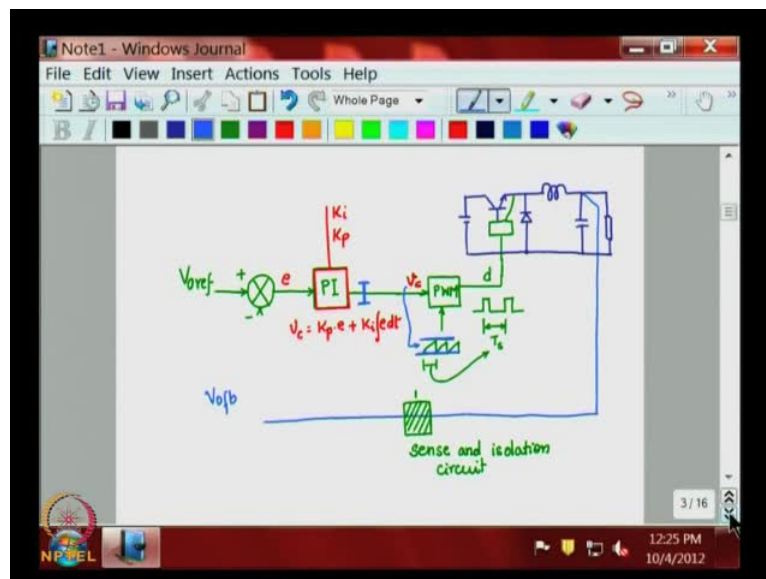 Note1 - Windows Journal
File Edit View Insert Actions Tools Help
Whole Page
B I
Ki
Kp
Voref
+
-
e
PI
Vc
PWM
d
Vc = Kp·e + Ki∫edt
Ts
Vofb
1
sense and isolation
circuit
3 / 16
NPTEL
12:25 PM
10/4/2012